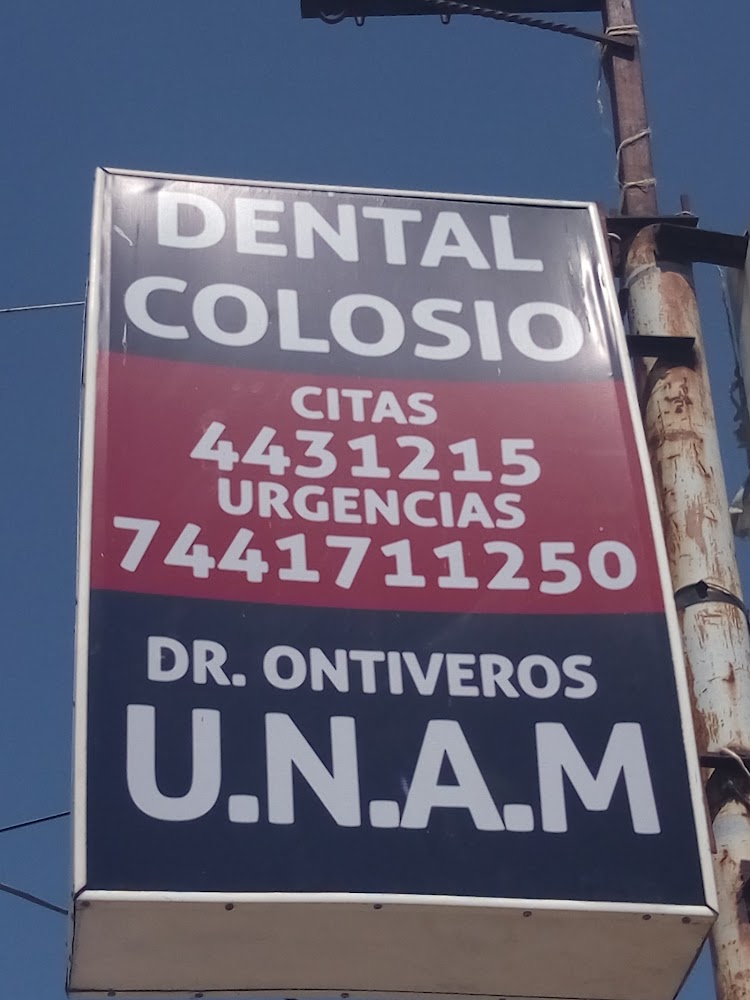 DENTAL
COLOSIO
CITAS
4431215
URGENCIAS
7441711250
DR. ONTIVEROS
U.N.A.M